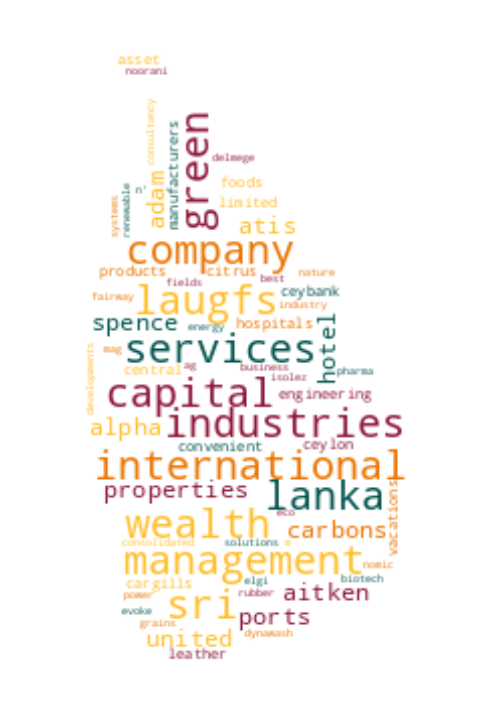 asset
noorani
consultancy
manufacturers
green
delmege
adam
renewable
n'
systems
foods
limited
atis
company
products
citrus
best
nature
fields
ceybank
fairway
laugfs
industry
spence
energy
hospitals
hotel
services
mag
central
ag
business
isolez
pharma
developments
capital
engineering
alpha
industries
convenient
ceylon
international
properties
lanka
vacations
eco
wealth
carbons
consolidated
solutions
e
management
nomic
cargills
elgi
biotech
power
sri
rubber
aitken
evoke
ports
grains
united
dynawash
leather